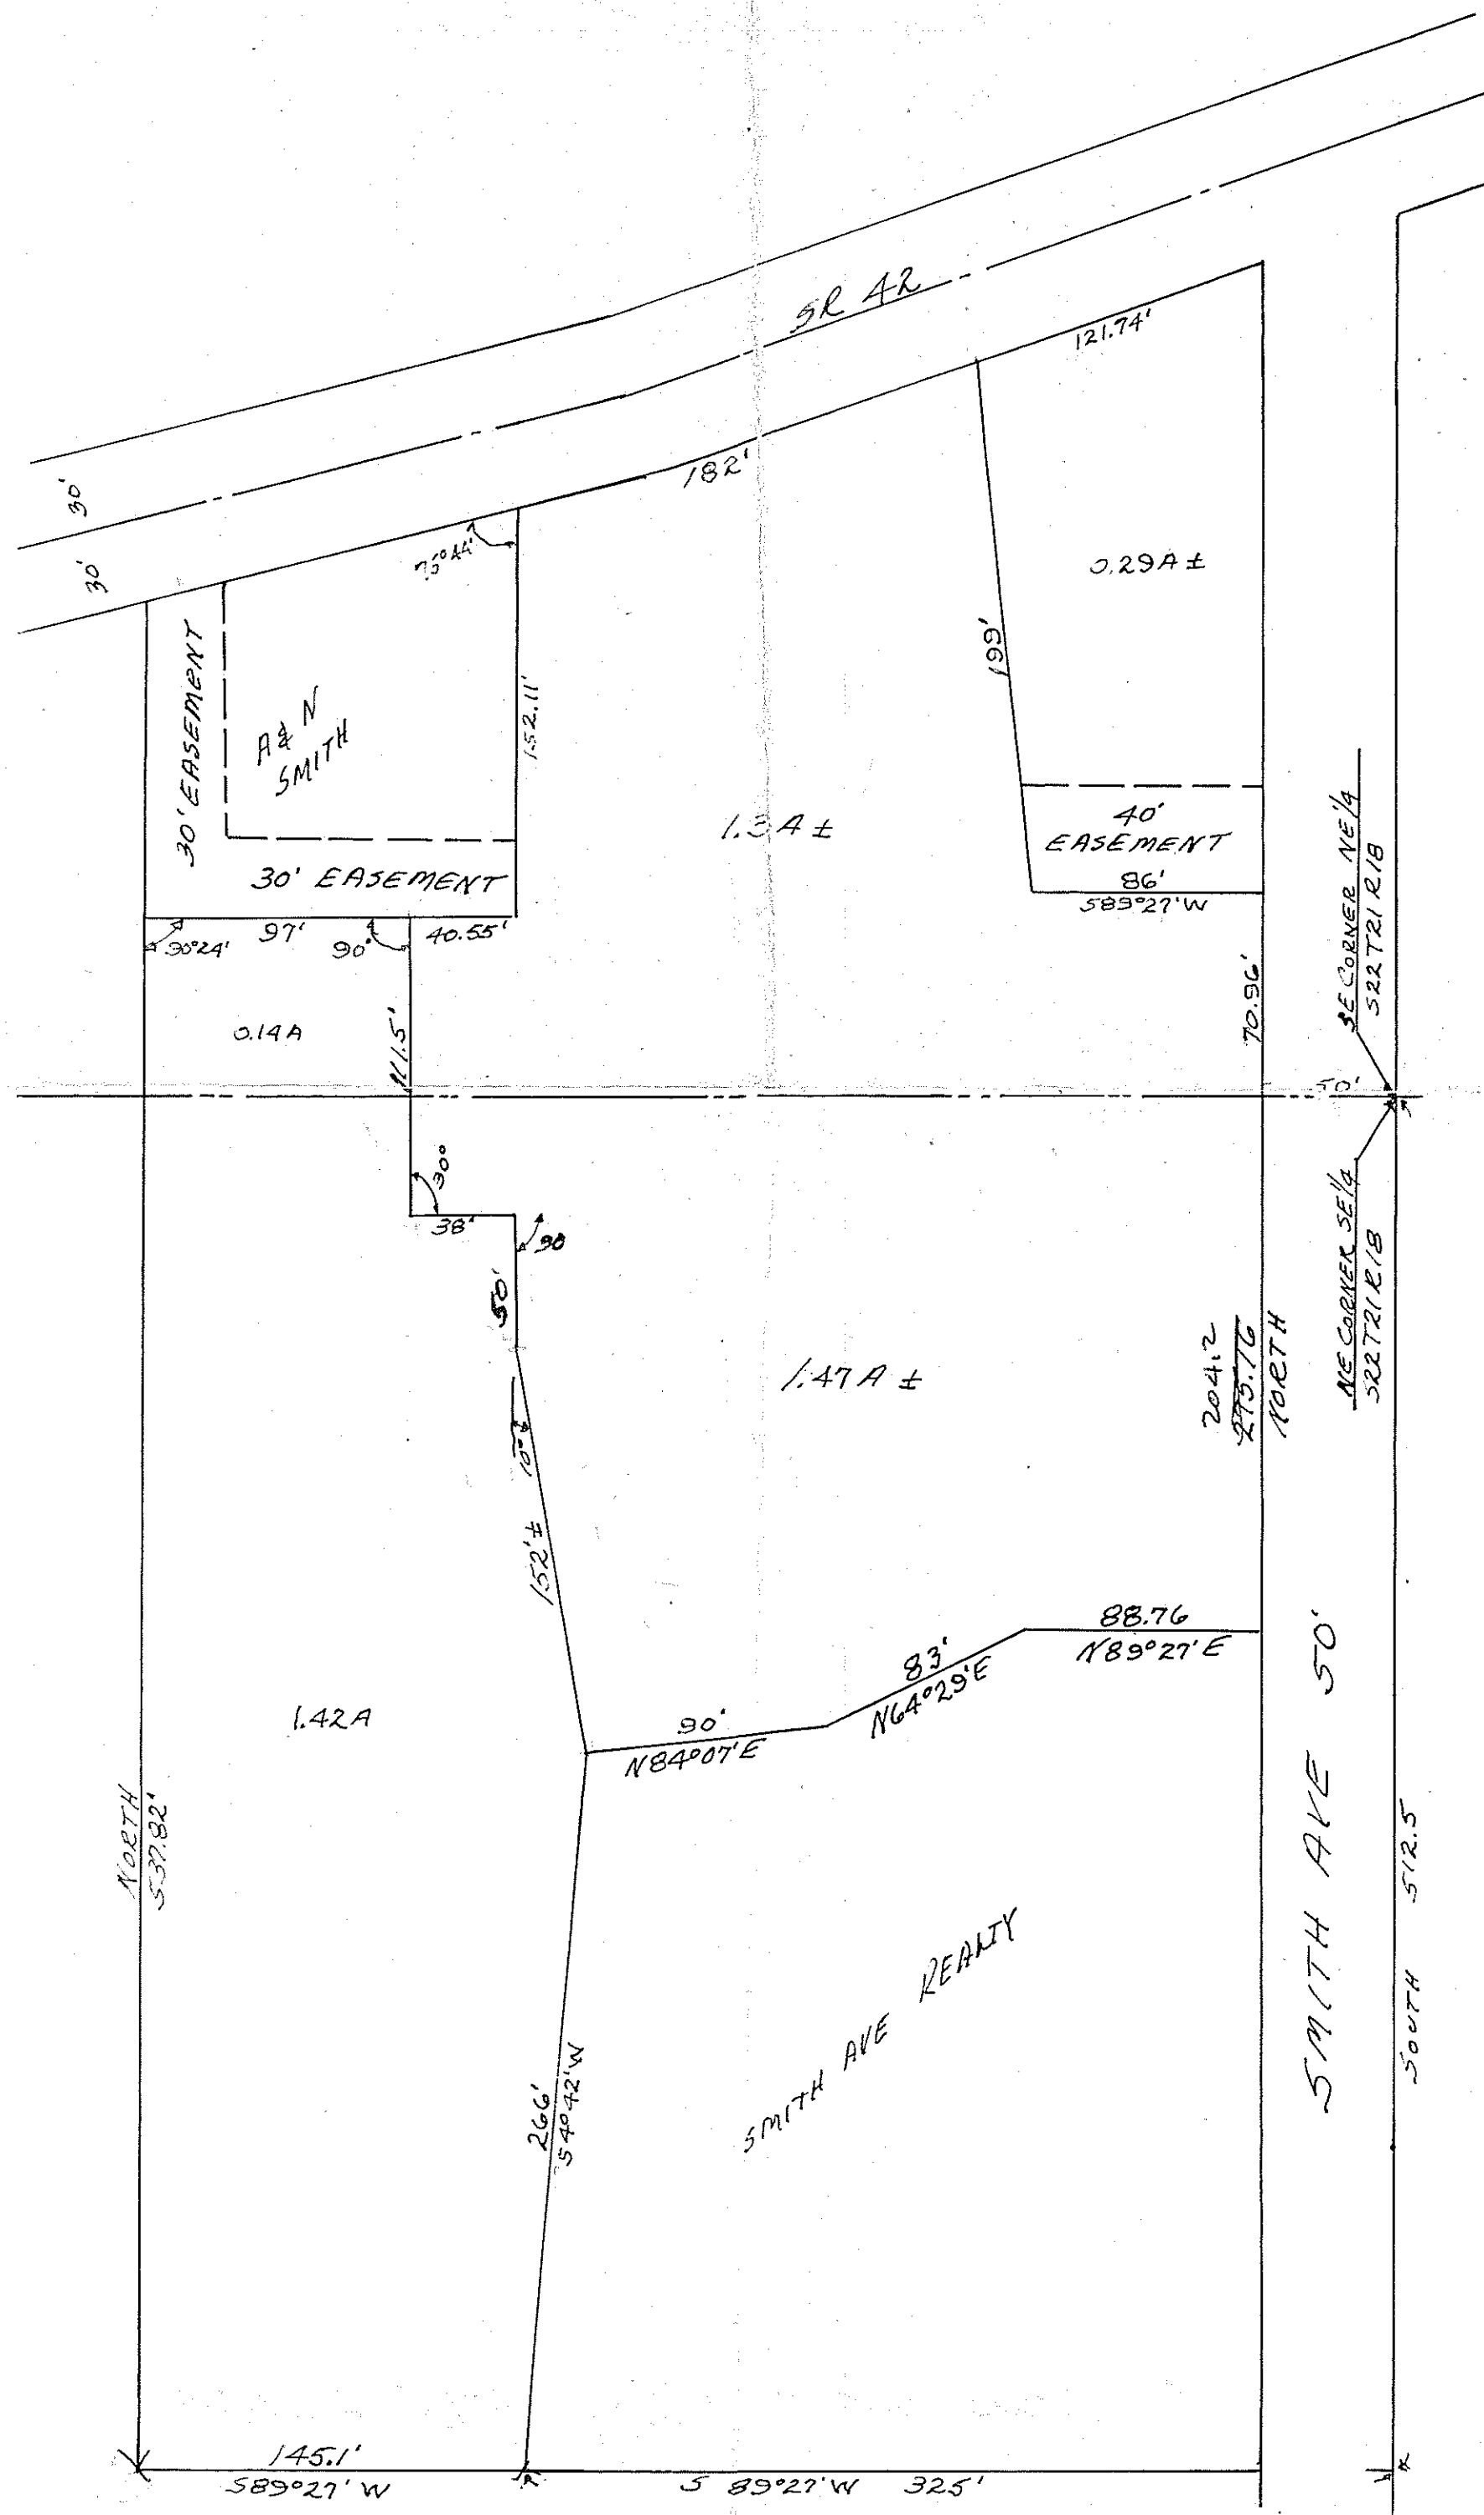 SR 42
121.74'
182'
30'
30'
75°44'
0.29A ±
199'
30' EASEMENT
A & N
SMITH
152.11'
1.3A ±
40'
EASEMENT
86'
S89°27'W
30' EASEMENT
97'
40.55'
90°24'
90°
SE CORNER NE 1/4
S22 T21 R18
70.96'
0.14A
111.5'
50'
90°
38'
90
NE CORNER SE 1/4
S22 T21 R18
50'
204.2
275.16
NORTH
1.47A ±
152'±
88.76
N89°27'E
83'
N64°29'E
90'
N84°07'E
1.42A
SMITH AVE 50'
NORTH
537.82'
SOUTH 512.5
SMITH AVE REALTY
266'
S4°42'W
145.1'
S89°27'W
S 89°27'W 325'